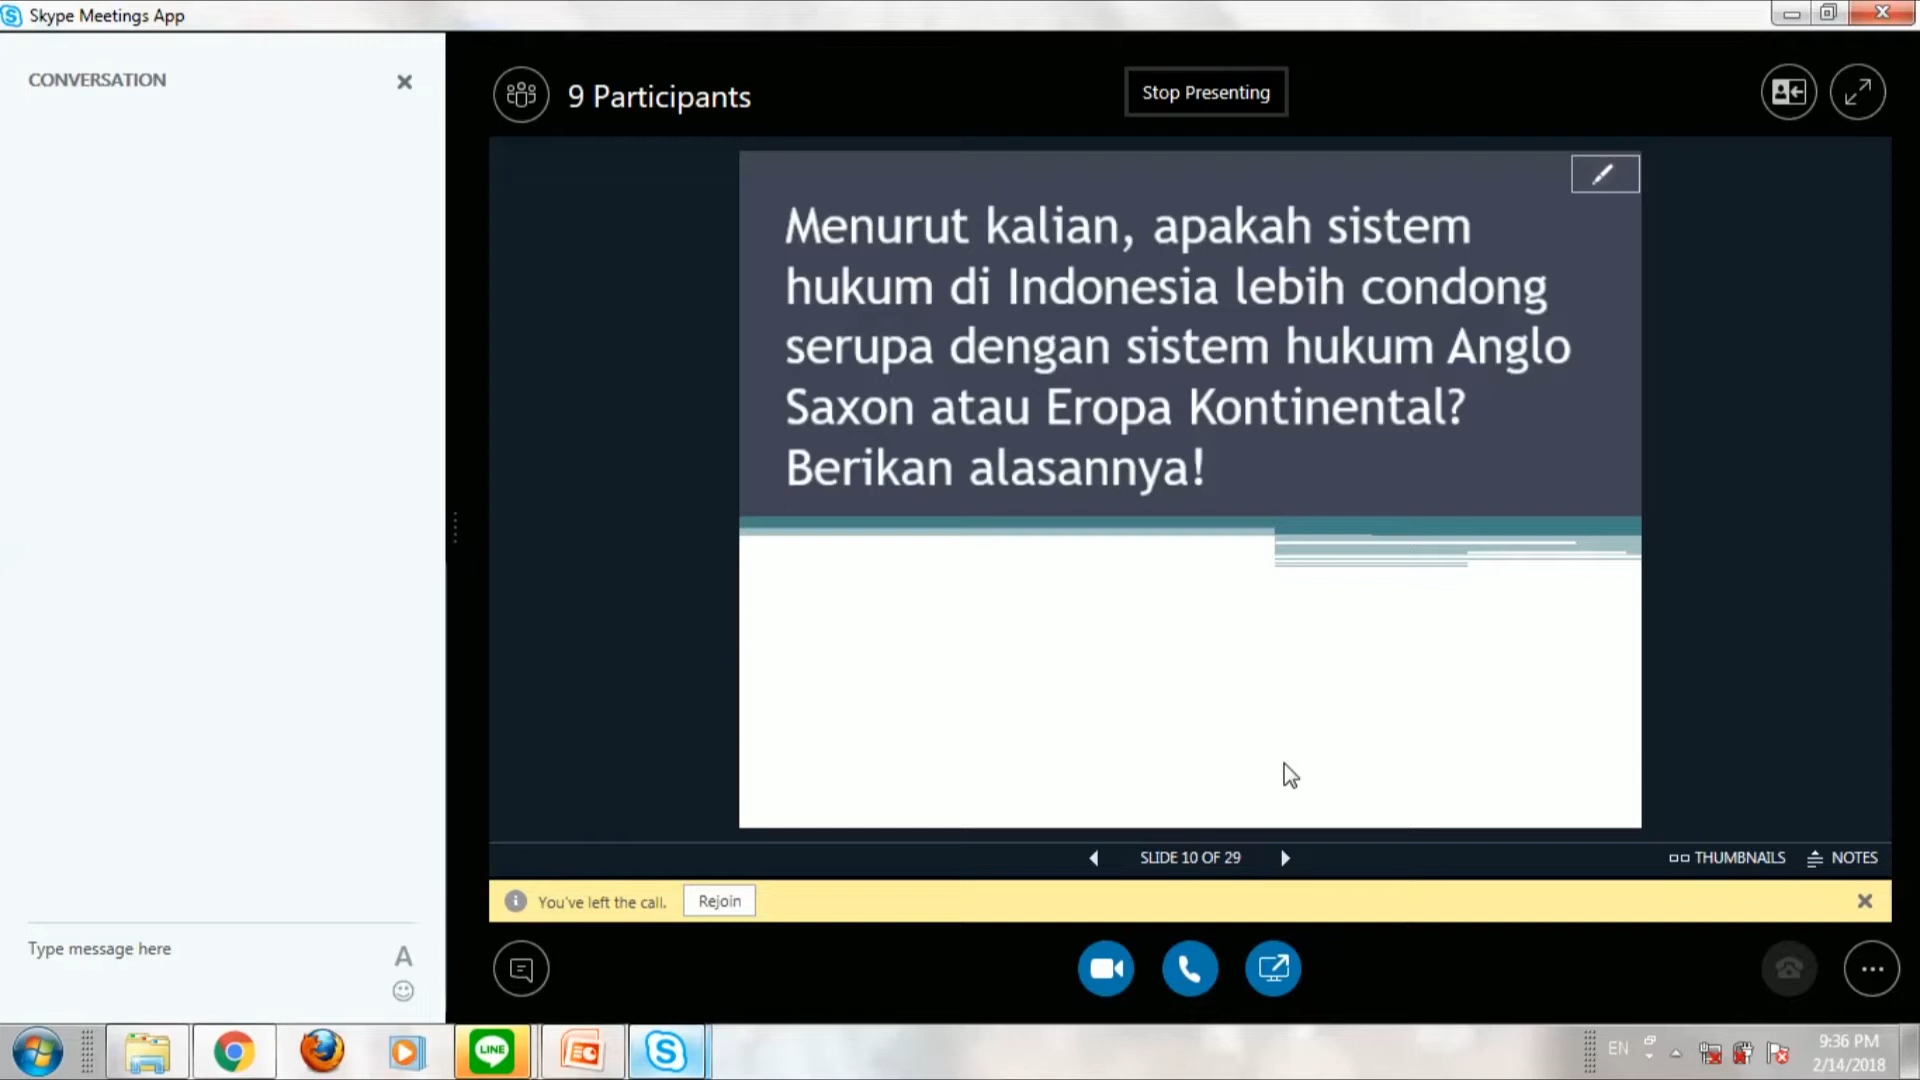 Skype Meetings App
CONVERSATION
9 Participants
Stop Presenting
Menurut kalian, apakah sistem
hukum di Indonesia lebih condong
serupa dengan sistem hukum Anglo
Saxon atau Eropa Kontinental?
Berikan alasannya!
SLIDE 10 OF 29
THUMBNAILS
NOTES
You've left the call.
Rejoin
Type message here
A
LINE
EN
9:36 PM
2/14/2018